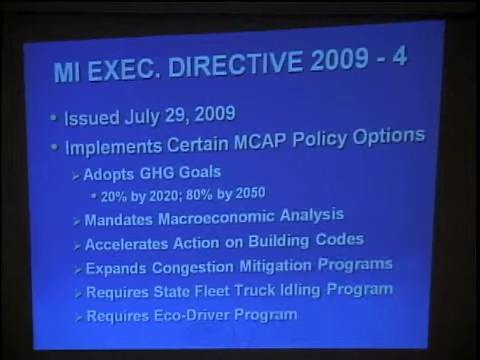 MI EXEC. DIRECTIVE 2009 - 4
• Issued July 29, 2009
• Implements Certain MCAP Policy Options
➢ Adopts GHG Goals
• 20% by 2020; 80% by 2050
➢ Mandates Macroeconomic Analysis
➢ Accelerates Action on Building Codes
➢ Expands Congestion Mitigation Programs
➢ Requires State Fleet Truck Idling Program
➢ Requires Eco-Driver Program